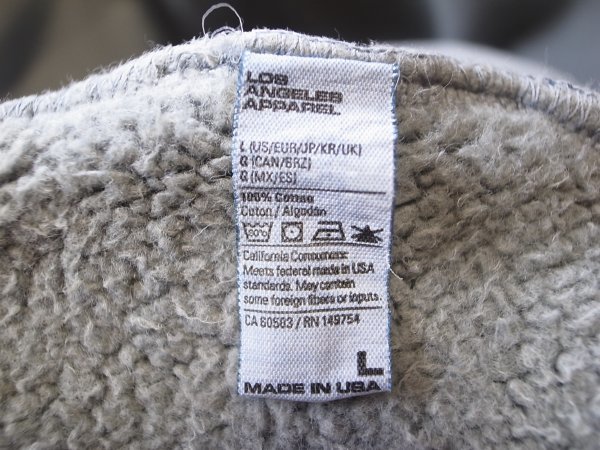 LOS
ANGELES
APPAREL
L (US/EUR/JP/KR/UK)
G (CAN/BRZ)
G (MX/ES)
100% Cotton
Coton / Algodan
California Consumers:
Meets federal made in USA
standards. May contain
some foreign fibers or inputs.
CA 60583 / RN 149754
L
MADE IN USA